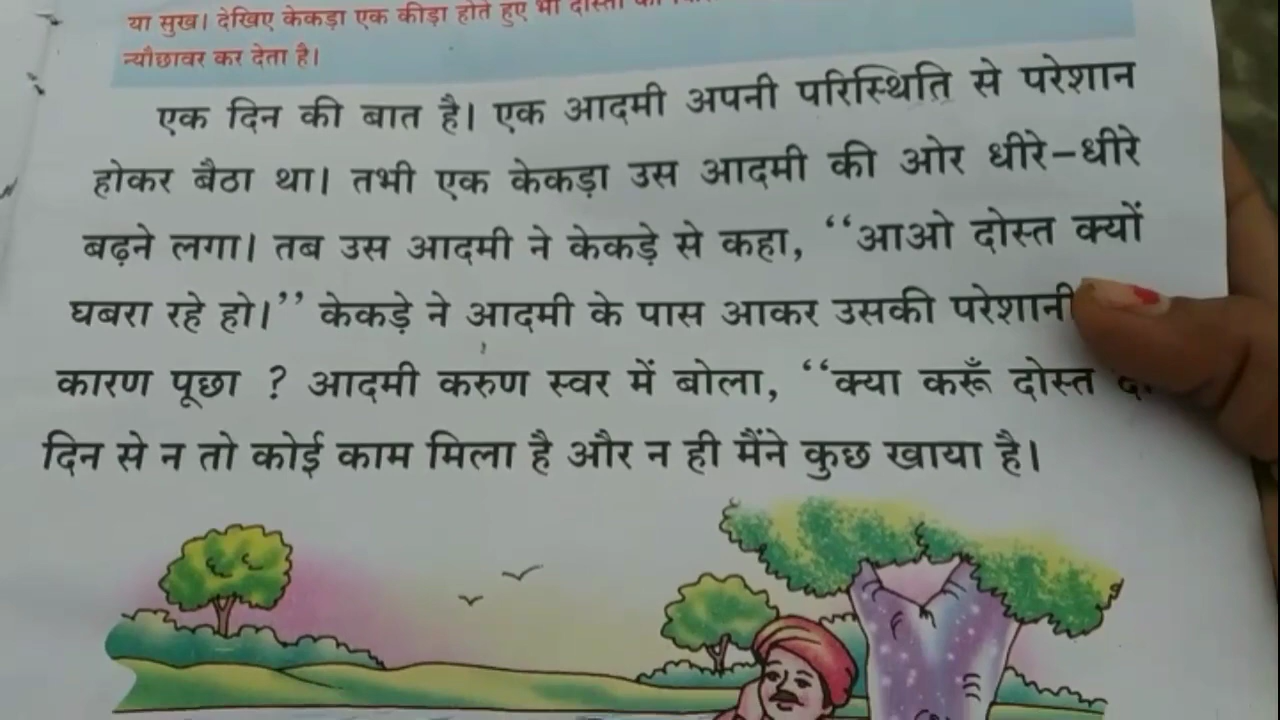 या सुख। देखिए केकड़ा एक कीड़ा होते हुए भी दोस्ती
न्यौछावर कर देता है।
एक दिन की बात है। एक आदमी अपनी परिस्थिति से परेशान
होकर बैठा था। तभी एक केकड़ा उस आदमी की ओर धीरे–धीरे
बढ़ने लगा। तब उस आदमी ने केकड़े से कहा, ‘‘आओ दोस्त क्यों
घबरा रहे हो।’’ केकड़े ने आदमी के पास आकर उसकी परेशानी
कारण पूछा ? आदमी करुण स्वर में बोला, ‘‘क्या करूँ दोस्त
दिन से न तो कोई काम मिला है और न ही मैंने कुछ खाया है।